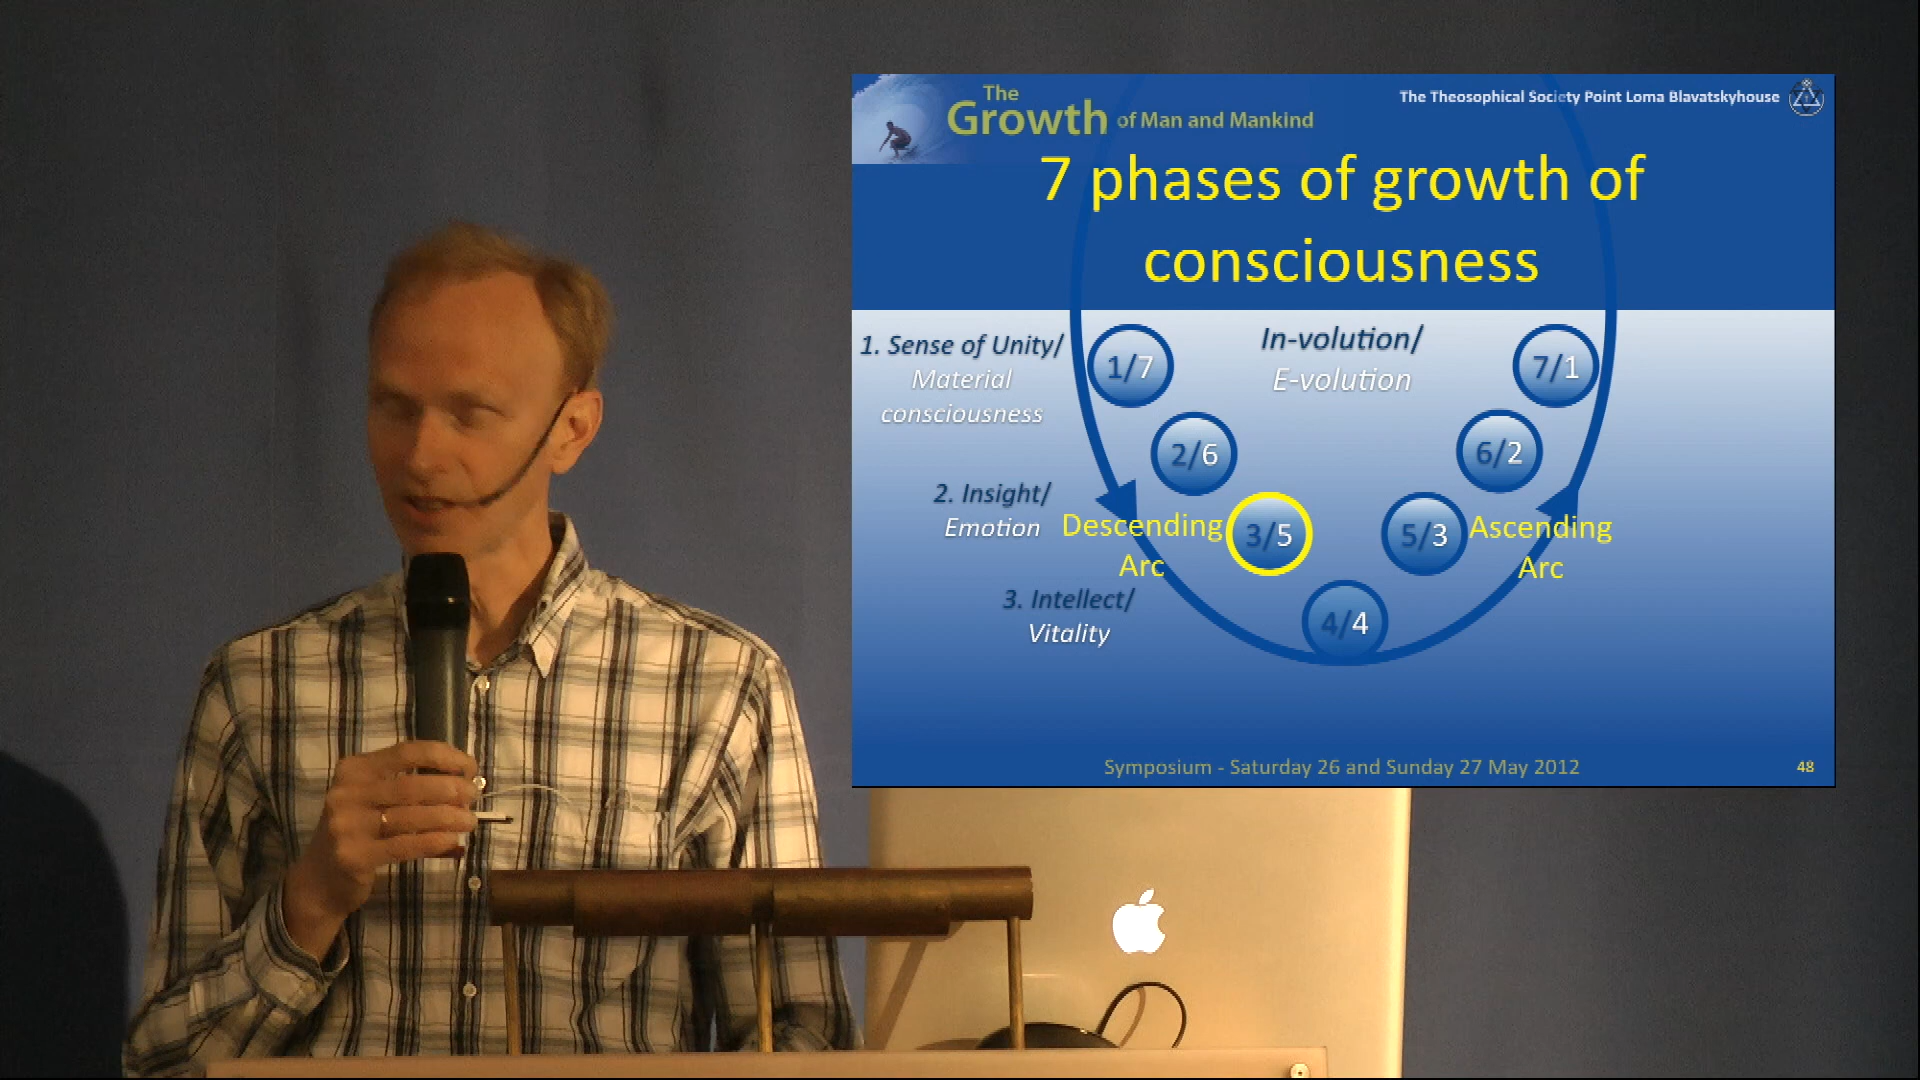 The
Growth of Man and Mankind
The Theosophical Society Point Loma Blavatskyhouse
7 phases of growth of
consciousness
1. Sense of Unity/
Material
consciousness
In-volution/
E-volution
1/7
7/1
2/6
6/2
2. Insight/
Emotion
Descending
Arc
3/5
5/3
Ascending
Arc
3. Intellect/
Vitality
4/4
Symposium - Saturday 26 and Sunday 27 May 2012
48